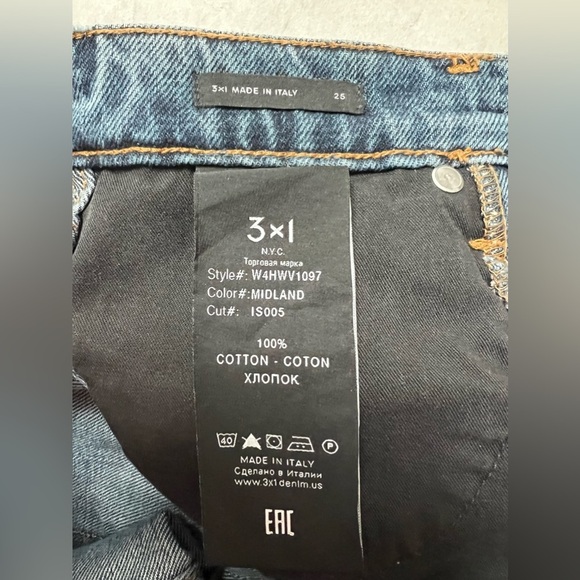 3×1 MADE IN ITALY 25
3×1
N.Y.C.
Торговая марка
Style#: W4HWV1097
Color#: MIDLAND
Cut#: IS005
100%
COTTON - COTON
ХЛОПОК
40 P
MADE IN ITALY
Сделано в Италии
www.3x1denim.us
EAC